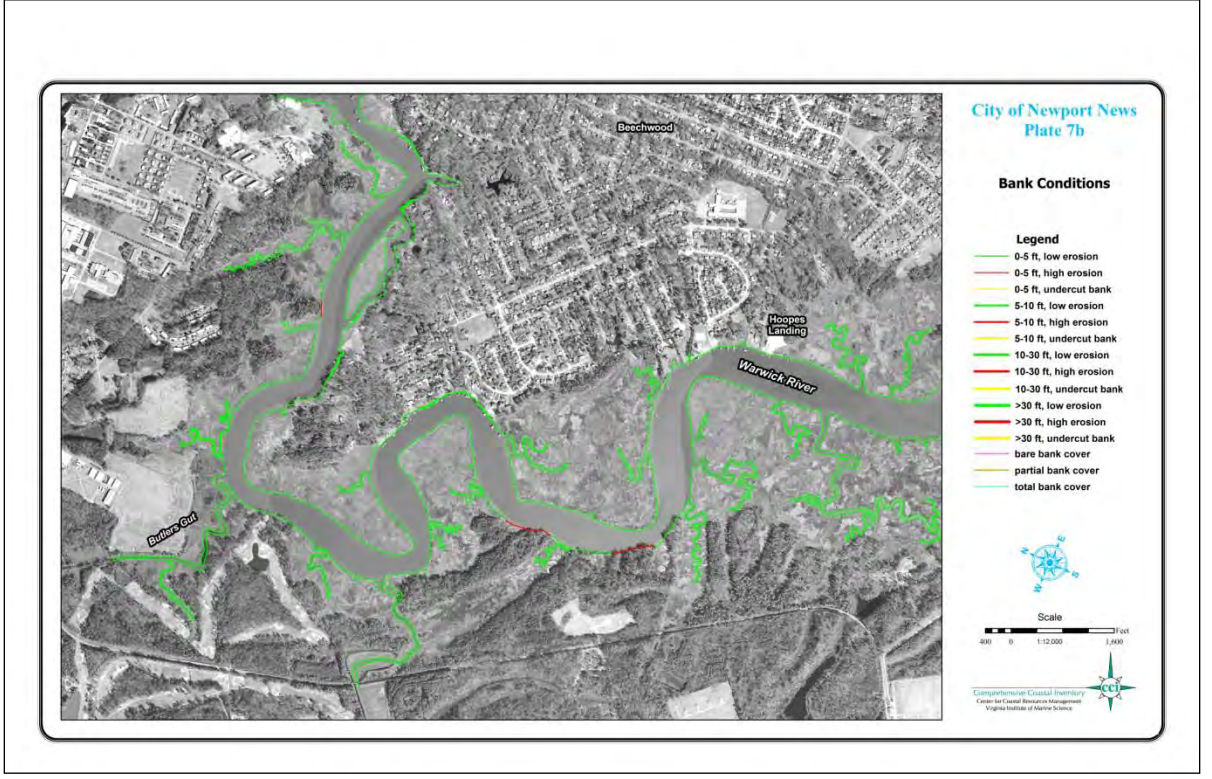 City of Newport News
Plate 7b
Bank Conditions
Legend
0-5 ft, low erosion
0-5 ft, high erosion
0-5 ft, undercut bank
5-10 ft, low erosion
5-10 ft, high erosion
5-10 ft, undercut bank
10-30 ft, low erosion
10-30 ft, high erosion
10-30 ft, undercut bank
>30 ft, low erosion
>30 ft, high erosion
>30 ft, undercut bank
bare bank cover
partial bank cover
total bank cover
Beechwood
Hoopes
Landing
Warwick River
Butlers Gut
N
E
W
S
Scale
400 0 1:12,000 1,600 Feet
Comprehensive Coastal Inventory
Center for Coastal Resources Management
Virginia Institute of Marine Science
CCI